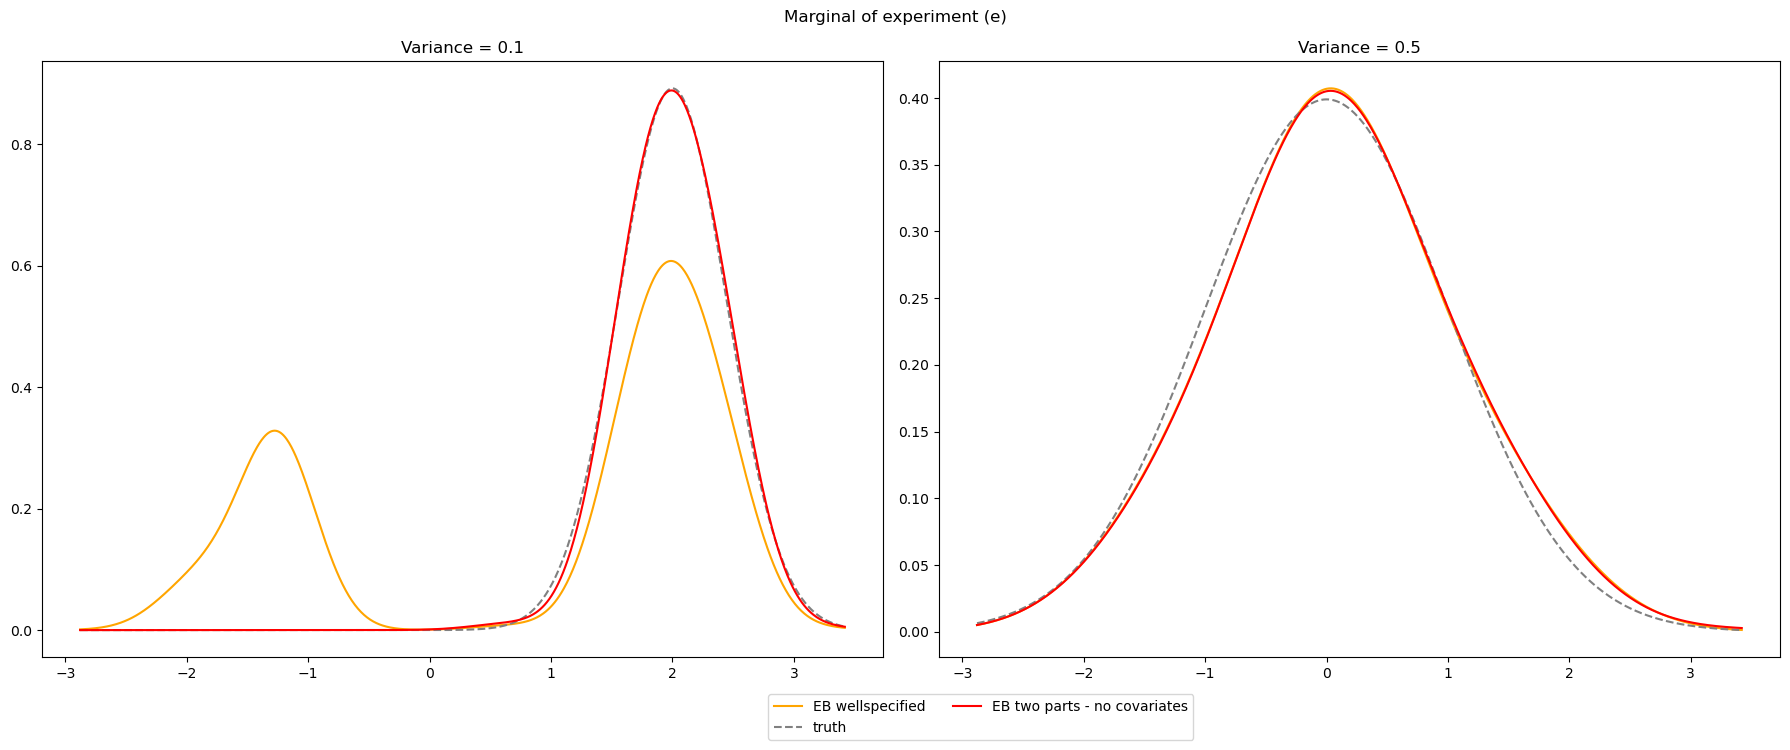 Marginal of experiment (e)
Variance = 0.1
0.8
0.6
0.4
0.2
0.0
−3 −2 −1 0 1 2 3
Variance = 0.5
0.40
0.35
0.30
0.25
0.20
0.15
0.10
0.05
0.00
−3 −2 −1 0 1 2 3
EB wellspecified
truth
EB two parts - no covariates